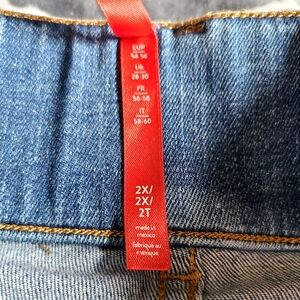 EUR
56-58
UK
28-30
FR
56-58
IT
58-60
2X/
2X/
2T
made in
mexico
fabriqué au
mexique